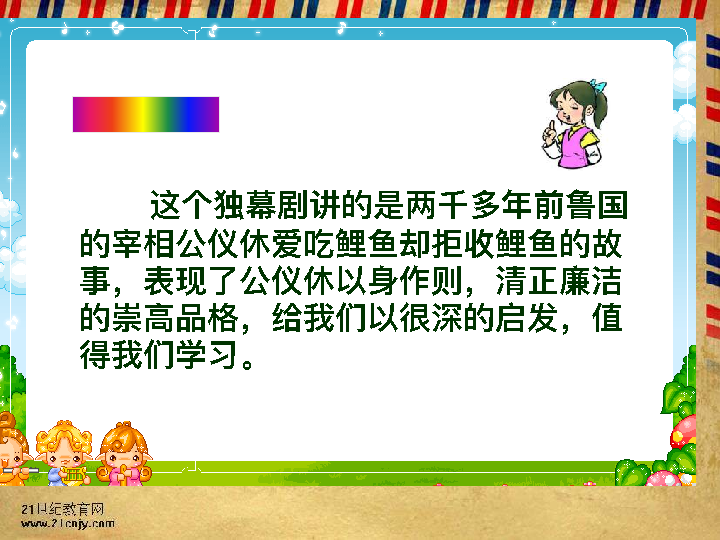 这个独幕剧讲的是两千多年前鲁国
的宰相公仪休爱吃鲤鱼却拒收鲤鱼的故
事，表现了公仪休以身作则，清正廉洁
的崇高品格，给我们以很深的启发，值
得我们学习。
21世纪教育网
www.21cnjy.com